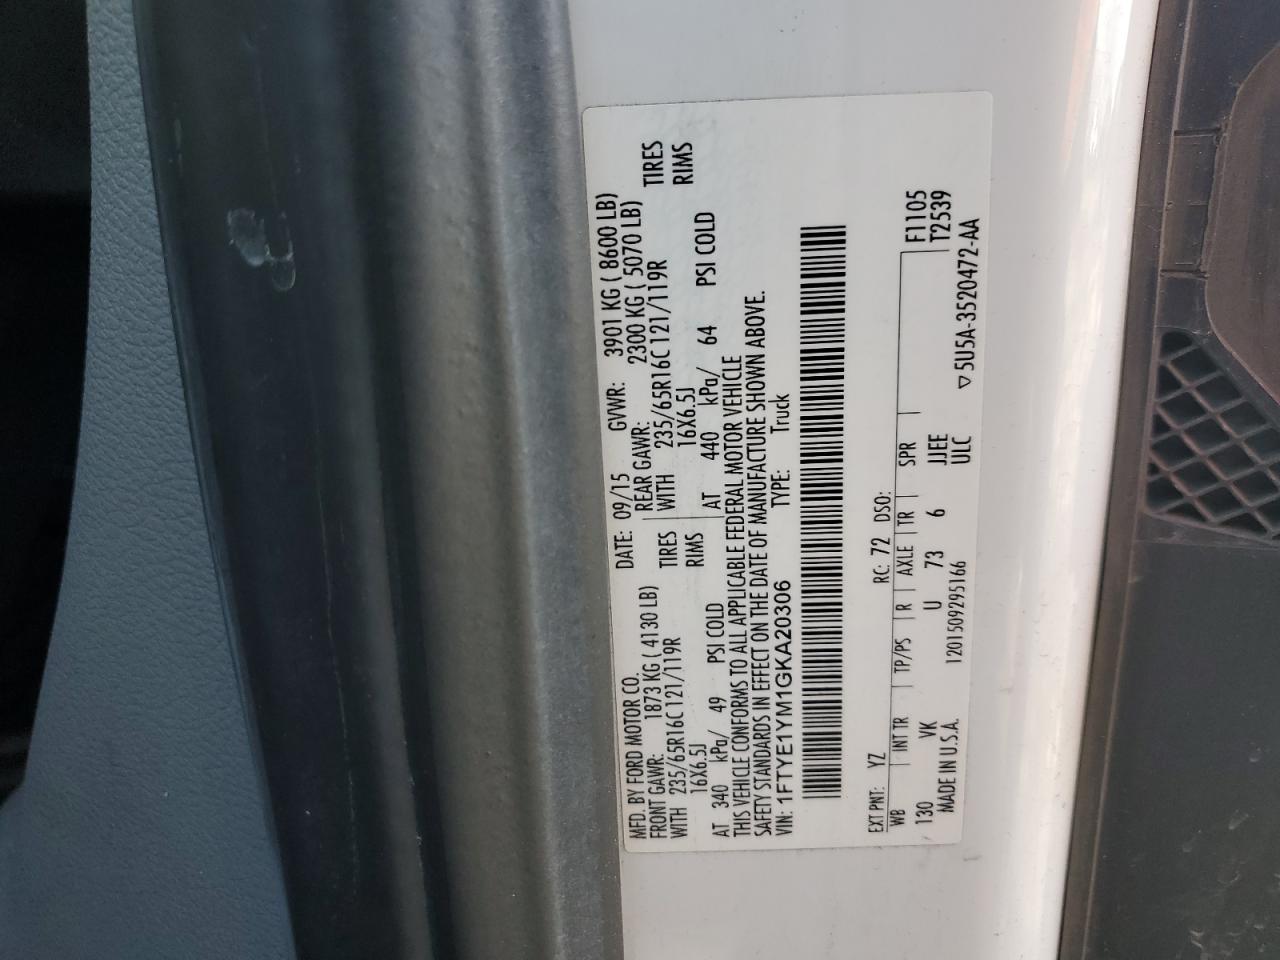 MFD. BY FORD MOTOR CO. DATE: 09/15 GVWR: 3901 KG ( 8600 LB)
FRONT GAWR: 1873 KG ( 4130 LB) REAR GAWR: 2300 KG ( 5070 LB)
WITH 235/65R16C 121/119R TIRES WITH 235/65R16C 121/119R TIRES
16X6.5J RIMS 16X6.5J RIMS
AT 340 kPa/ 49 PSI COLD AT 440 kPa/ 64 PSI COLD
THIS VEHICLE CONFORMS TO ALL APPLICABLE FEDERAL MOTOR VEHICLE
SAFETY STANDARDS IN EFFECT ON THE DATE OF MANUFACTURE SHOWN ABOVE.
VIN: 1FTYE1YM1GKA20306 TYPE: Truck
EXT PNT: YZ RC: 72 DSO:
WB INT TR TP/PS R AXLE TR SPR F1105
130 VK U 73 6 JJEE T2539
MADE IN U.S.A. 1201509295166 ULC ▽5U5A-3520472-AA